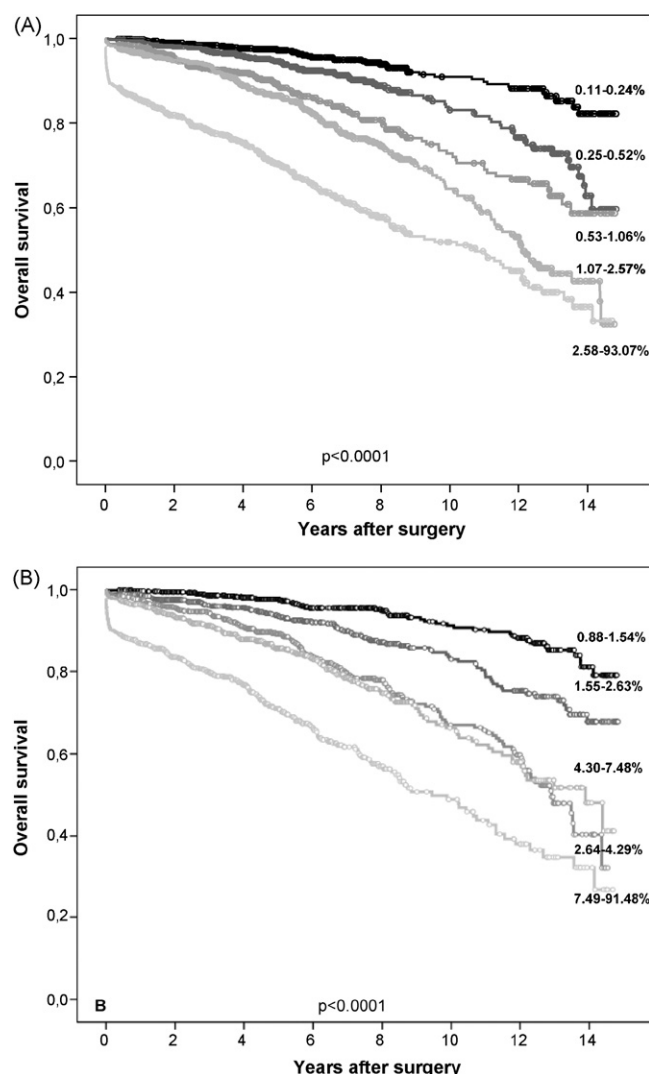 (A)
1,0
0,8
0,6
0,4
0,2
0,0
Overall survival
0.11-0.24%
0.25-0.52%
0.53-1.06%
1.07-2.57%
2.58-93.07%
p<0.0001
0 2 4 6 8 10 12 14
Years after surgery
(B)
1,0
0,8
0,6
0,4
0,2
0,0
Overall survival
0.88-1.54%
1.55-2.63%
4.30-7.48%
2.64-4.29%
7.49-91.48%
B p<0.0001
0 2 4 6 8 10 12 14
Years after surgery